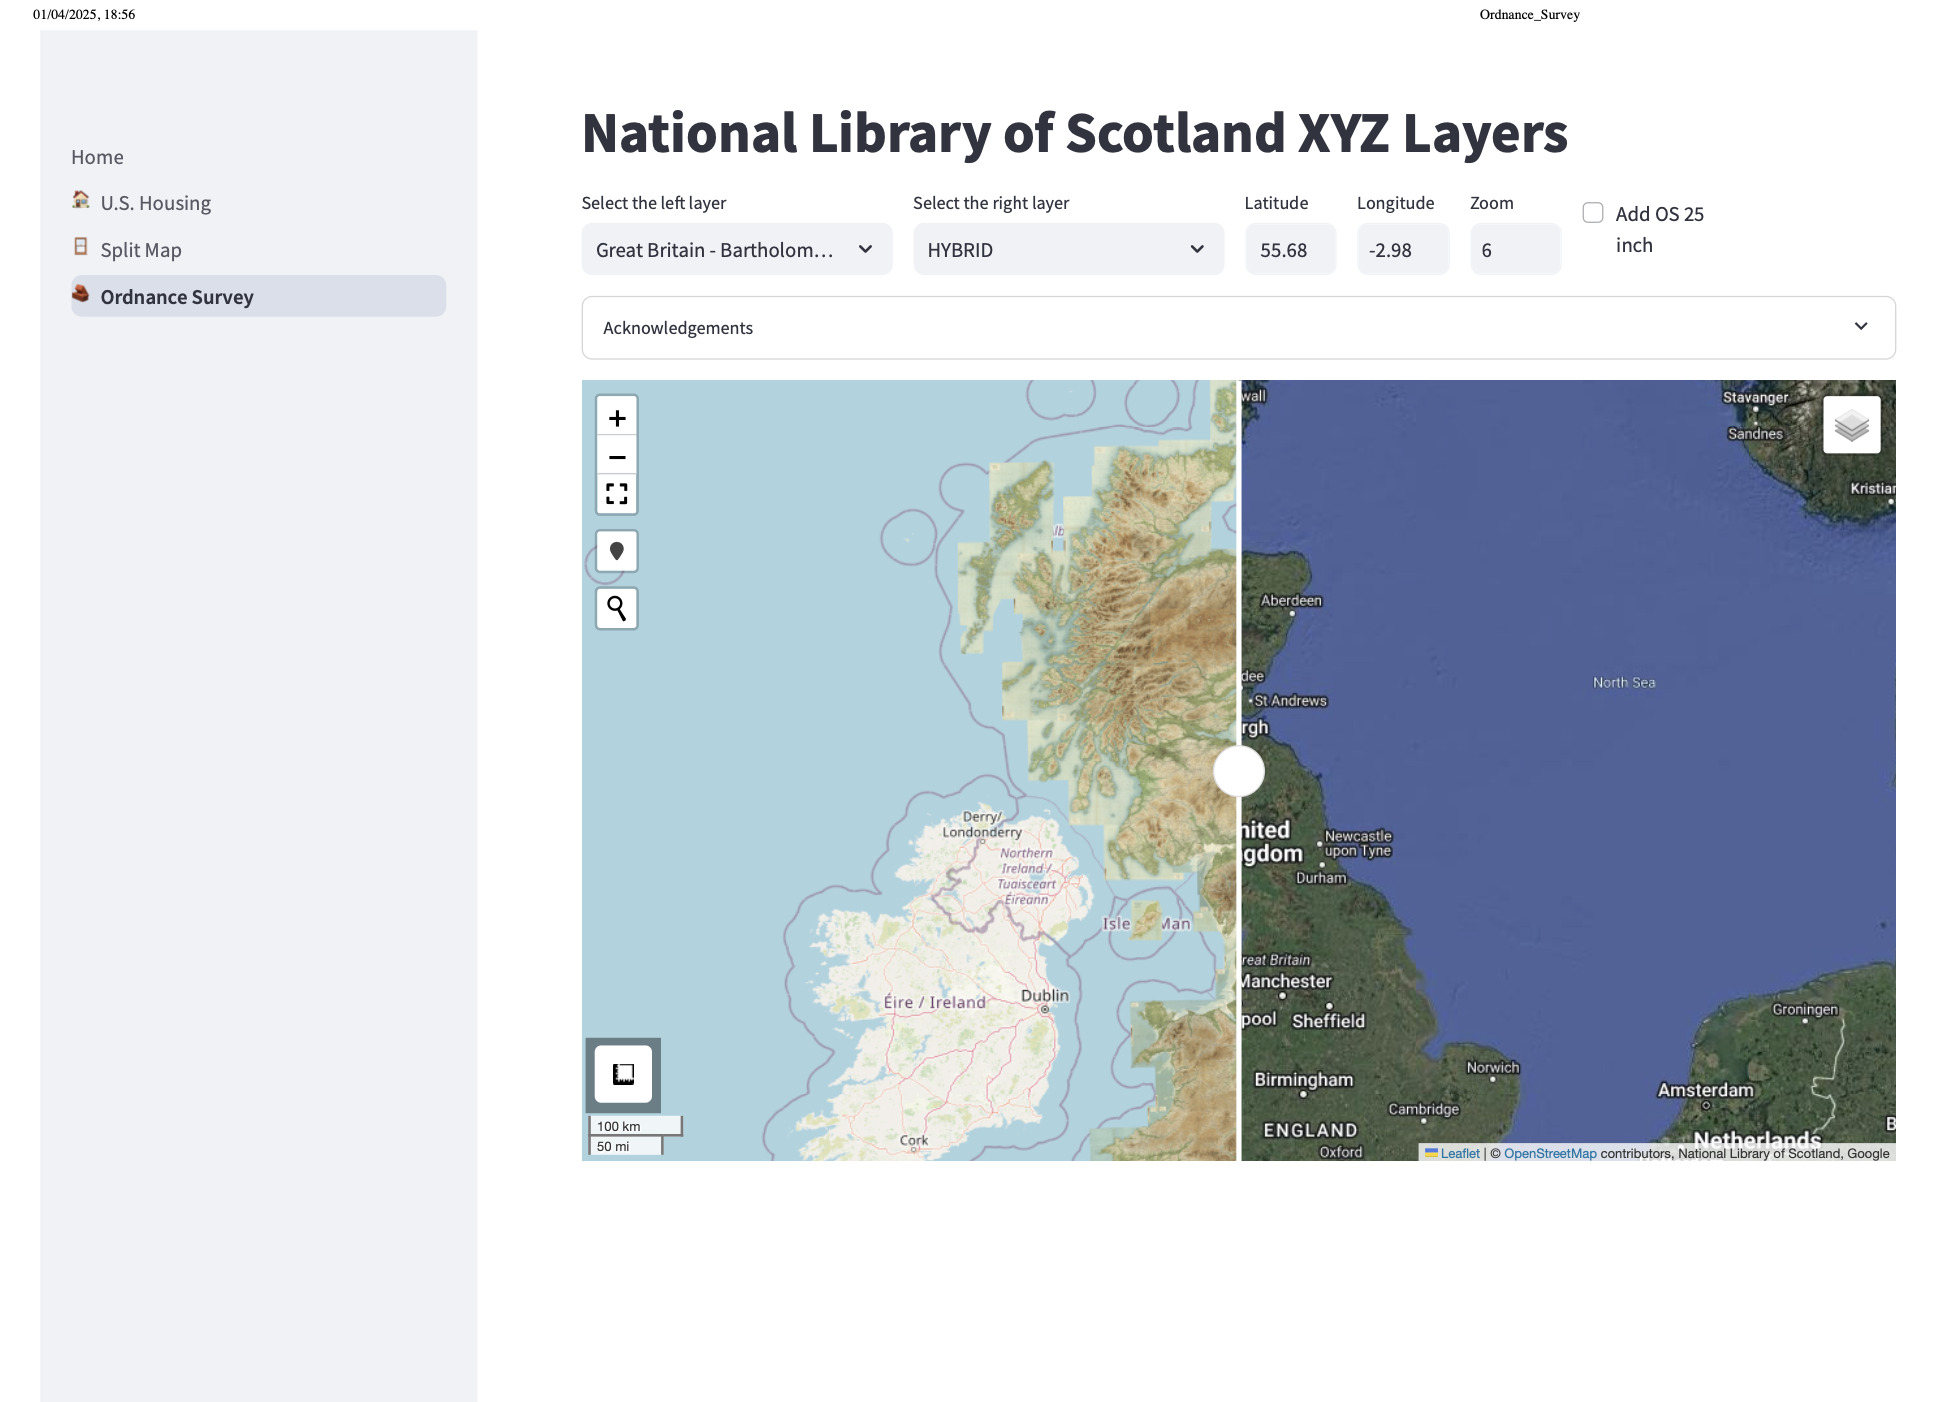 01/04/2025, 18:56
Ordnance_Survey
Home
U.S. Housing
Split Map
Ordnance Survey
National Library of Scotland XYZ Layers
Select the left layer
Select the right layer
Latitude
Longitude
Zoom
Great Britain - Bartholom...
HYBRID
55.68
-2.98
6
Add OS 25
inch
Acknowledgements
+
−
lb
Derry/
Londonderry
Northern
Ireland /
Tuaisceart
Éireann
Isle
Man
Éire / Ireland
Dublin
Cork
100 km
50 mi
wall
Stavanger
Sandnes
Kristian
Aberdeen
dee
St Andrews
rgh
North Sea
nited
gdom
Newcastle
upon Tyne
Durham
reat Britain
Manchester
pool
Sheffield
Groningen
Birmingham
Norwich
Amsterdam
Cambridge
ENGLAND
B
Netherlands
Oxford
Leaflet | © OpenStreetMap contributors, National Library of Scotland, Google